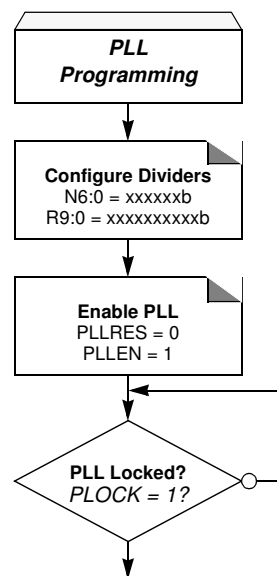 PLL
Programming
Configure Dividers
N6:0 = xxxxxxb
R9:0 = xxxxxxxxxxb
Enable PLL
PLLRES = 0
PLLEN = 1
PLL Locked?
PLOCK = 1?